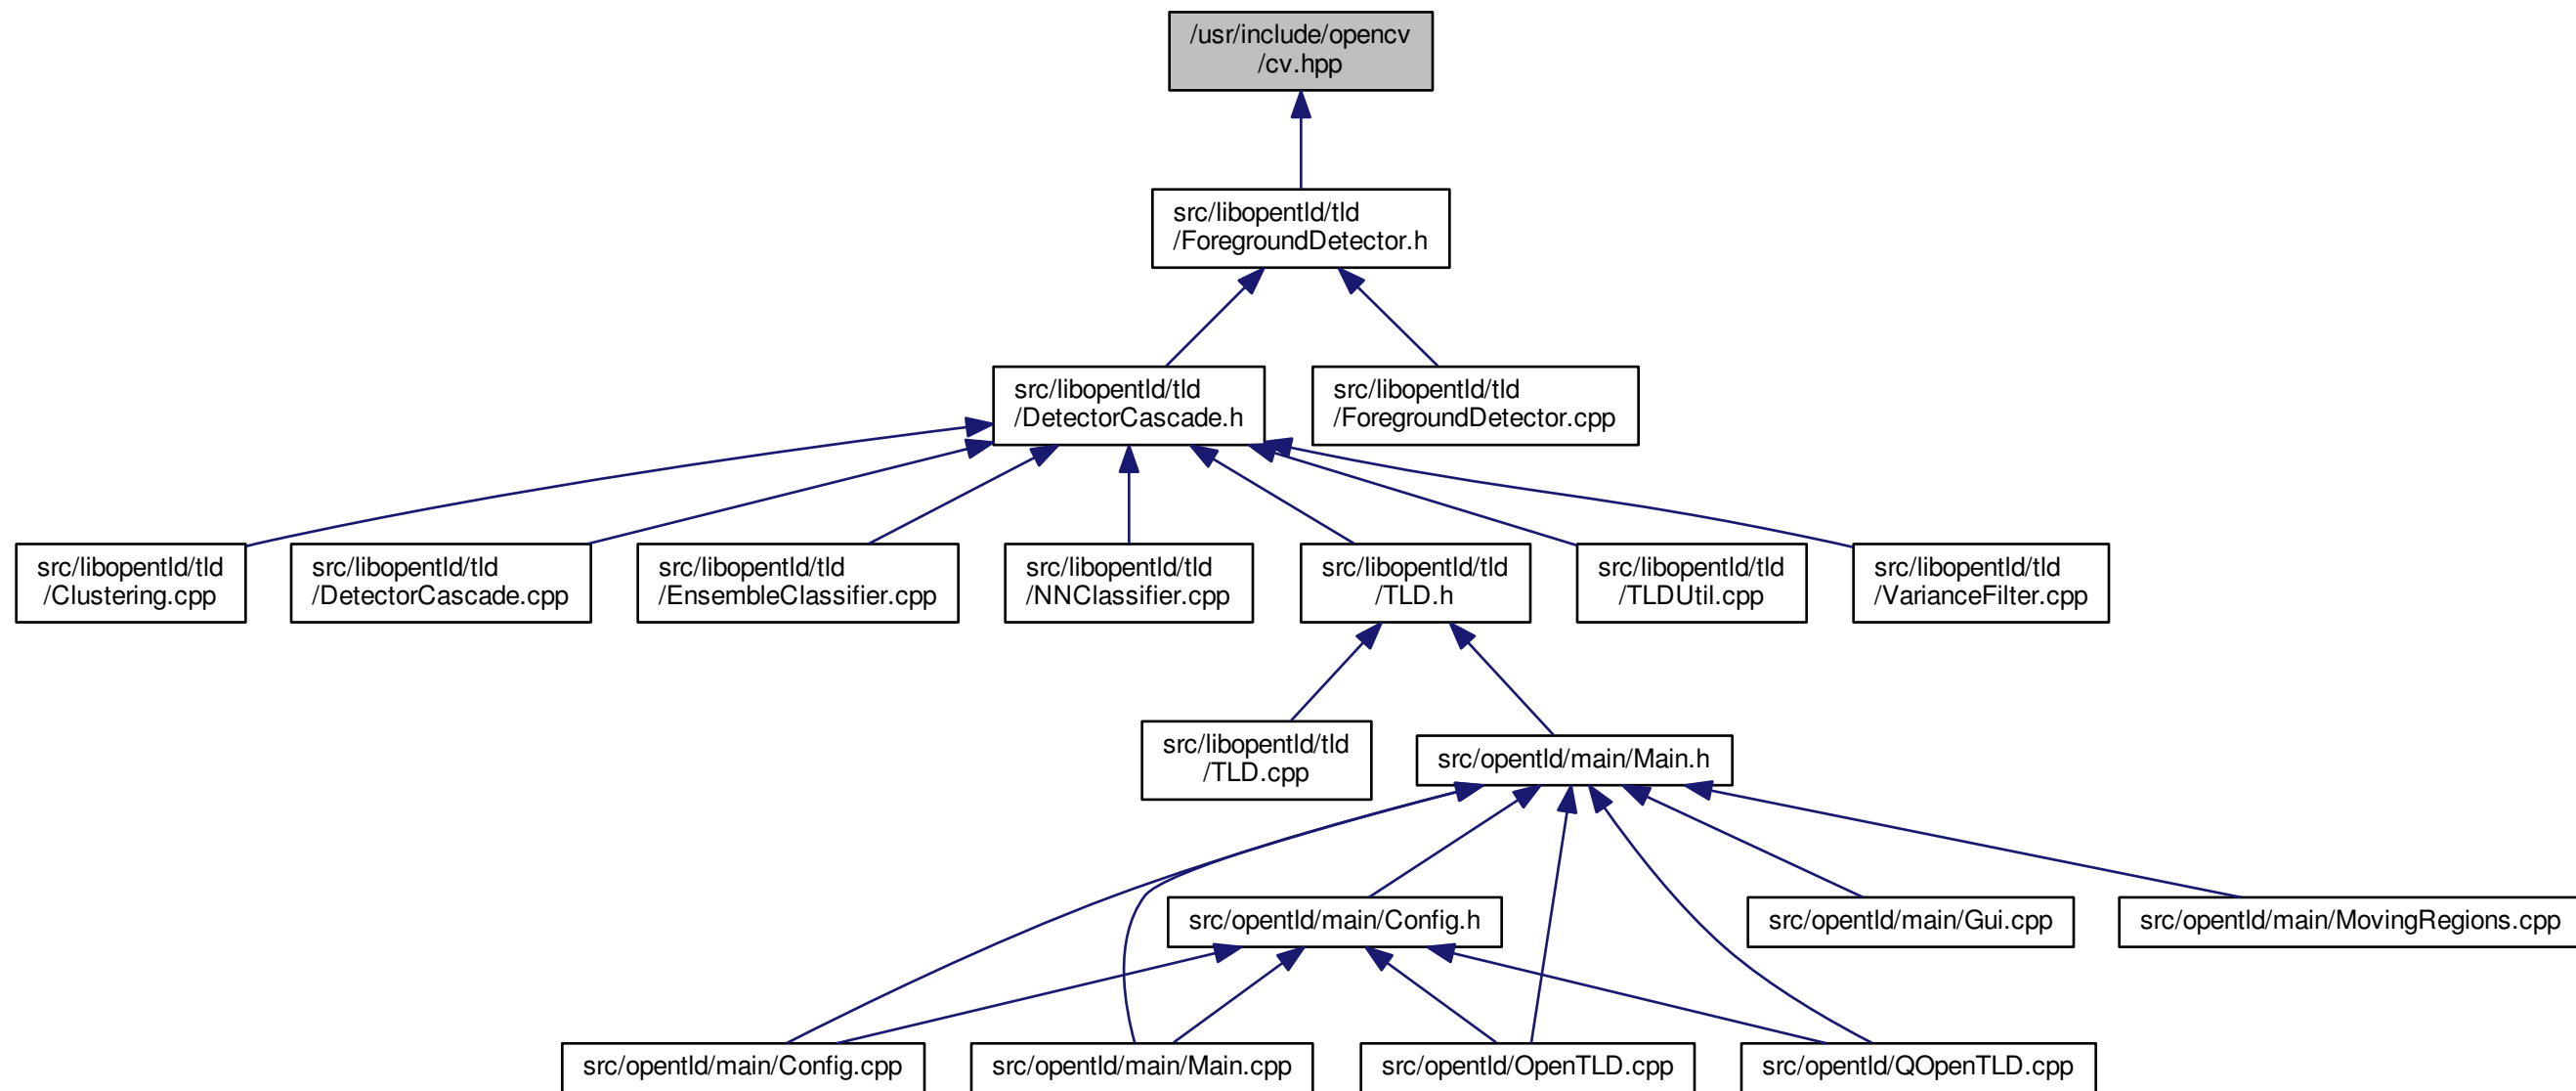 /usr/include/opencv
/cv.hpp
src/libopentld/tld
/ForegroundDetector.h
src/libopentld/tld
/DetectorCascade.h
src/libopentld/tld
/ForegroundDetector.cpp
src/libopentld/tld
/Clustering.cpp
src/libopentld/tld
/DetectorCascade.cpp
src/libopentld/tld
/EnsembleClassifier.cpp
src/libopentld/tld
/NNClassifier.cpp
src/libopentld/tld
/TLD.h
src/libopentld/tld
/TLDUtil.cpp
src/libopentld/tld
/VarianceFilter.cpp
src/libopentld/tld
/TLD.cpp
src/opentld/main/Main.h
src/opentld/main/Config.h
src/opentld/main/Gui.cpp
src/opentld/main/MovingRegions.cpp
src/opentld/main/Config.cpp
src/opentld/main/Main.cpp
src/opentld/OpenTLD.cpp
src/opentld/QOpenTLD.cpp